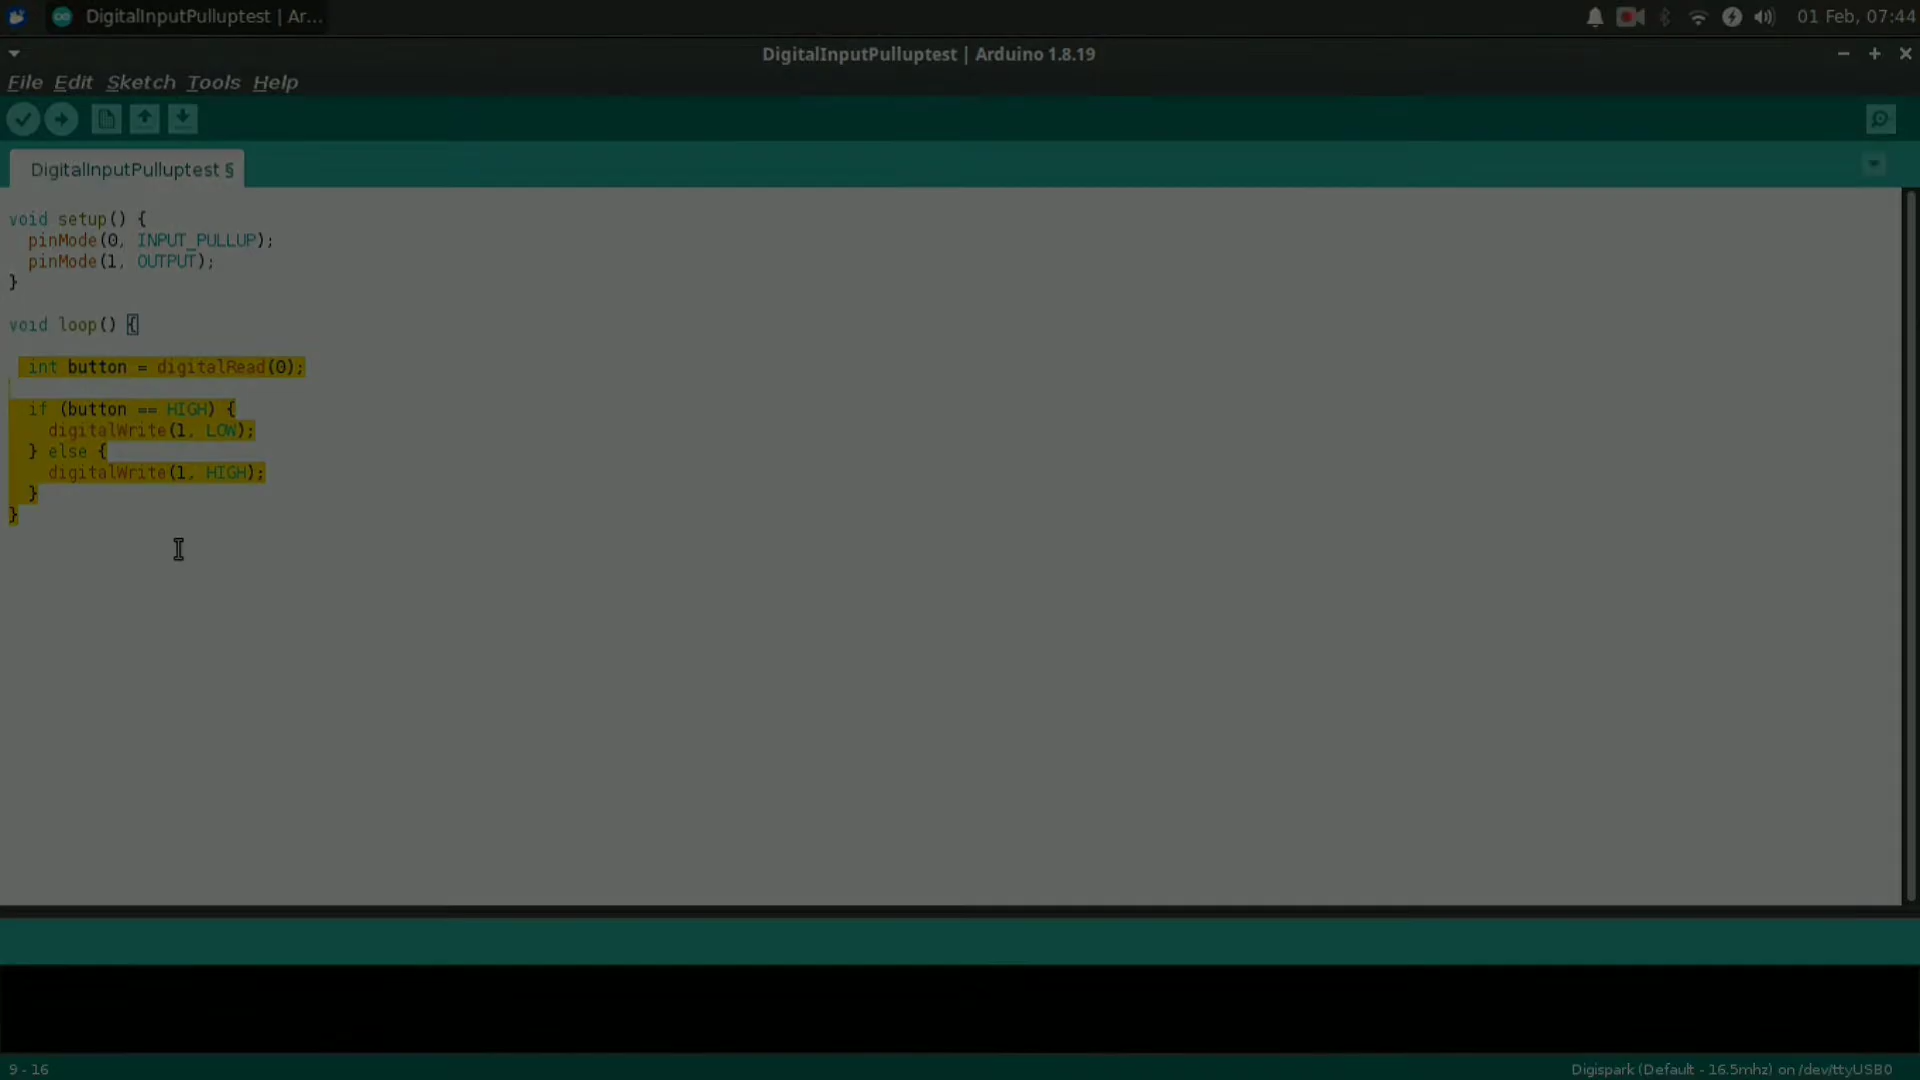 DigitalInputPulluptest | Ar...
01 Feb, 07:44
DigitalInputPulluptest | Arduino 1.8.19
File Edit Sketch Tools Help
DigitalInputPulluptest §
void setup() {
pinMode(0, INPUT_PULLUP);
pinMode(1, OUTPUT);
}
void loop() {
int button = digitalRead(0);
if (button == HIGH) {
digitalWrite(1, LOW);
} else {
digitalWrite(1, HIGH);
}
}
9 - 16
Digispark (Default - 16.5mhz) on /dev/ttyUSB0